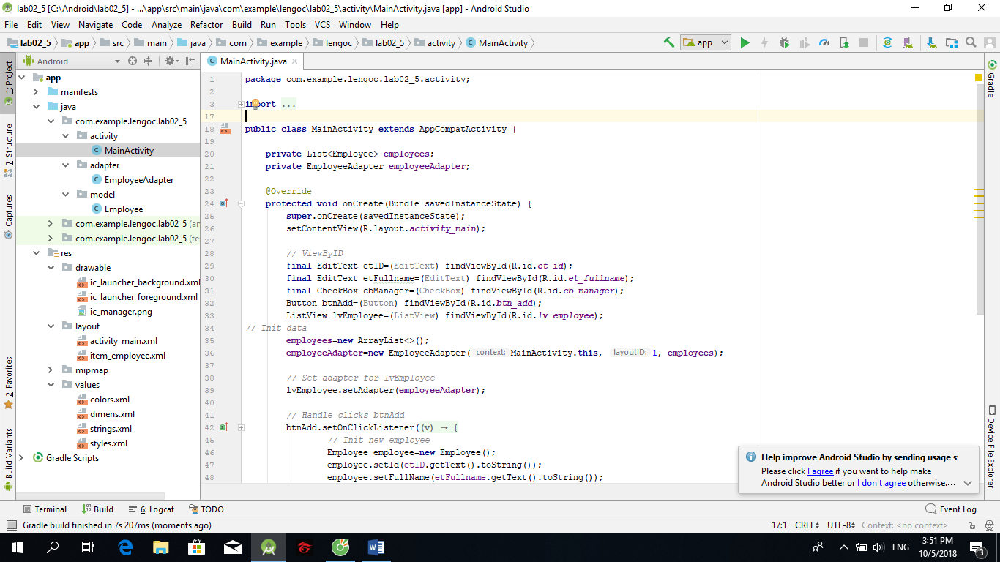 lab02_5 [C:\Android\lab02_5] - ...\app\src\main\java\com\example\lengoc\lab02_5\activity\MainActivity.java [app] - Android Studio
File Edit View Navigate Code Analyze Refactor Build Run Tools VCS Window Help
lab02_5 app src main java com example lengoc lab02_5 activity MainActivity
app
1: Project
7: Structure
Captures
2: Favorites
Build Variants
Android
app
manifests
java
com.example.lengoc.lab02_5
activity
MainActivity
adapter
EmployeeAdapter
model
Employee
com.example.lengoc.lab02_5 (an
com.example.lengoc.lab02_5 (te
res
drawable
ic_launcher_background.xml
ic_launcher_foreground.xml
ic_manager.png
layout
activity_main.xml
item_employee.xml
mipmap
values
colors.xml
dimens.xml
strings.xml
styles.xml
Gradle Scripts
MainActivity.java
1 package com.example.lengoc.lab02_5.activity;
2
3 import ...
17
18 public class MainActivity extends AppCompatActivity {
19
20 private List<Employee> employees;
21 private EmployeeAdapter employeeAdapter;
22
23 @Override
24 protected void onCreate(Bundle savedInstanceState) {
25 super.onCreate(savedInstanceState);
26 setContentView(R.layout.activity_main);
27
28 // ViewByID
29 final EditText etID=(EditText) findViewById(R.id.et_id);
30 final EditText etFullname=(EditText) findViewById(R.id.et_fullname);
31 final CheckBox cbManager=(CheckBox) findViewById(R.id.cb_manager);
32 Button btnAdd=(Button) findViewById(R.id.btn_add);
33 ListView lvEmployee=(ListView) findViewById(R.id.lv_employee);
34 // Init data
35 employees=new ArrayList<>();
36 employeeAdapter=new EmployeeAdapter( context: MainActivity.this, layoutID: 1, employees);
37
38 // Set adapter for lvEmployee
39 lvEmployee.setAdapter(employeeAdapter);
40
41 // Handle clicks btnAdd
42 btnAdd.setOnClickListener((v) → {
45 // Init new employee
46 Employee employee=new Employee();
47 employee.setId(etID.getText().toString());
48 employee.setFullName(etFullname.getText().toString());
Gradle
Device File Explorer
Help improve Android Studio by sending usage st
Please click I agree if you want to help make
Android Studio better or I don't agree otherwise....
Terminal Build 6: Logcat TODO Event Log
Gradle build finished in 7s 207ms (moments ago) 17:1 CRLF UTF-8 Context: <no context>
ENG
3:51 PM
10/5/2018
3